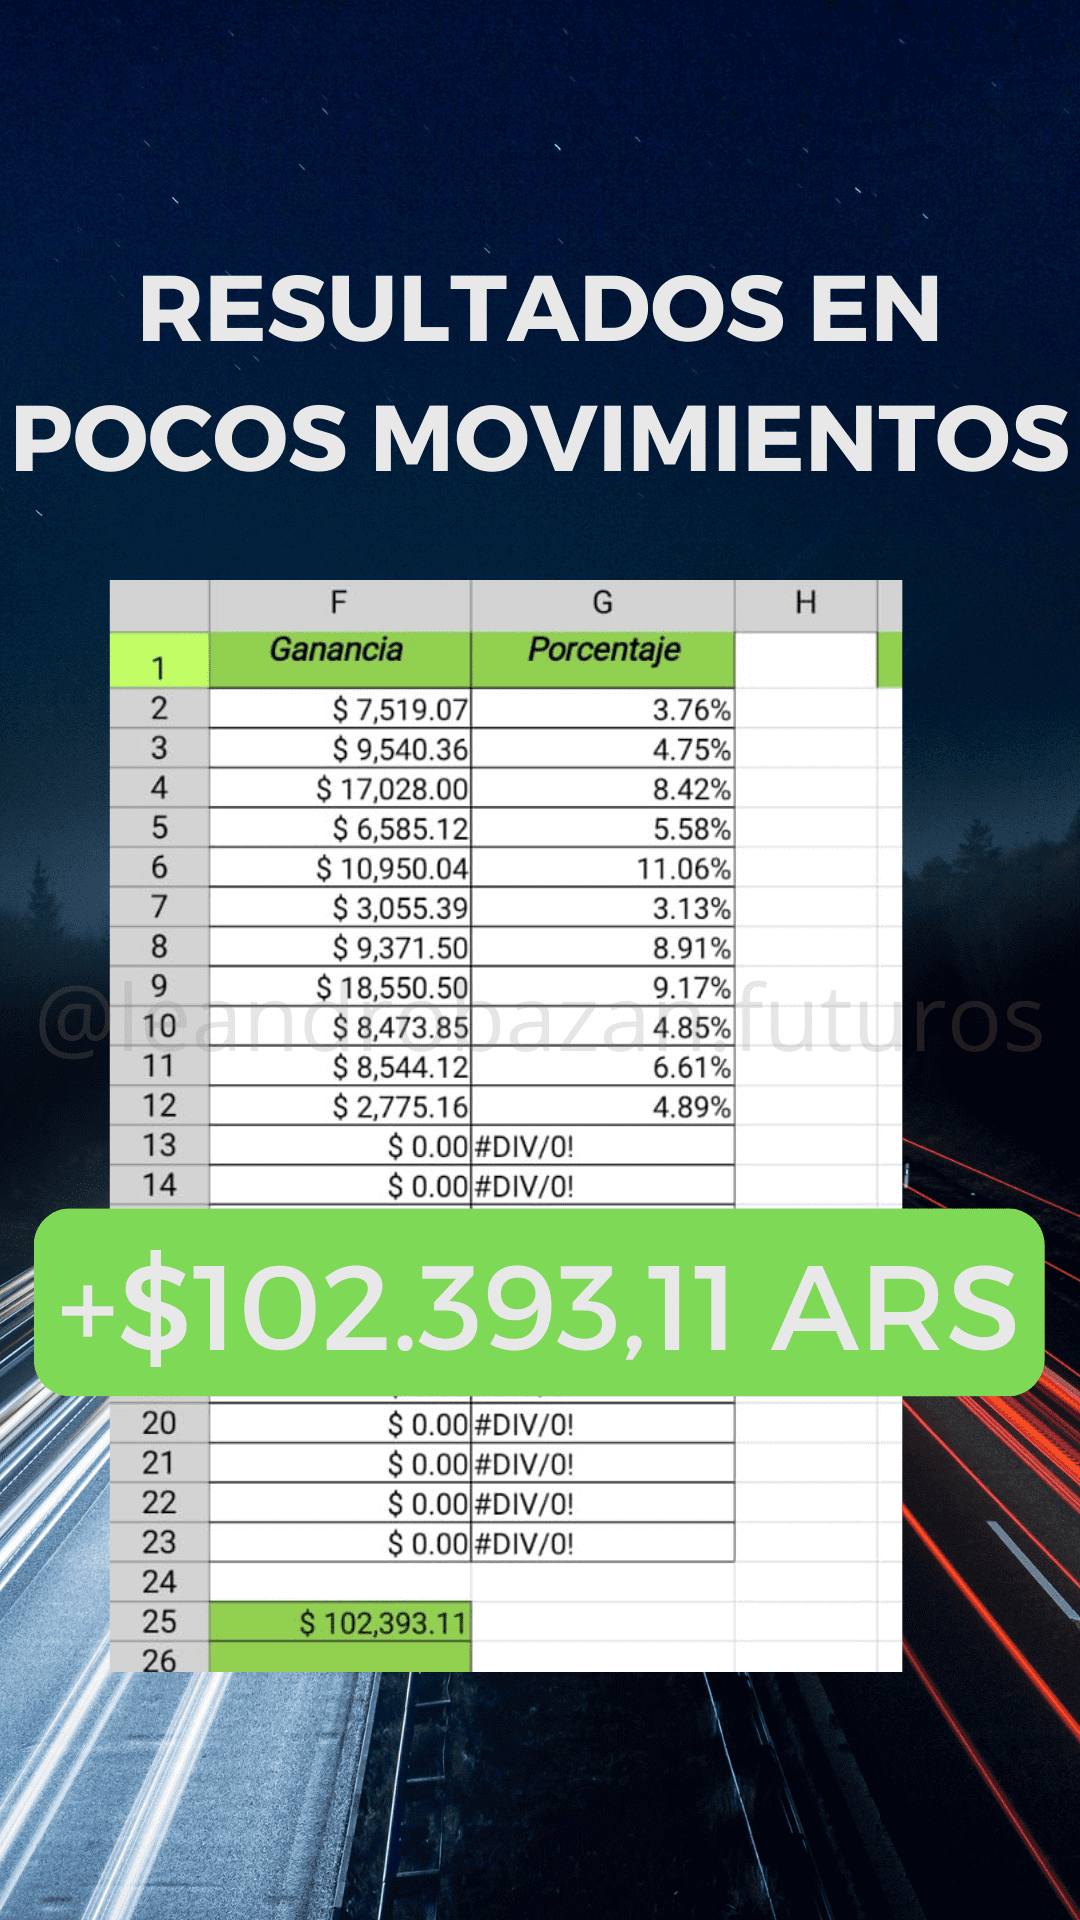 RESULTADOS EN
POCOS MOVIMIENTOS
F G H
1 Ganancia Porcentaje
2 $ 7,519.07 3.76%
3 $ 9,540.36 4.75%
4 $ 17,028.00 8.42%
5 $ 6,585.12 5.58%
6 $ 10,950.04 11.06%
7 $ 3,055.39 3.13%
8 $ 9,371.50 8.91%
9 $ 18,550.50 9.17%
@leandrobazan.futuros
10 $ 8,473.85 4.85%
11 $ 8,544.12 6.61%
12 $ 2,775.16 4.89%
13 $ 0.00 #DIV/0!
14 $ 0.00 #DIV/0!
+$102.393,11 ARS
20 $ 0.00 #DIV/0!
21 $ 0.00 #DIV/0!
22 $ 0.00 #DIV/0!
23 $ 0.00 #DIV/0!
24
25 $ 102,393.11
26